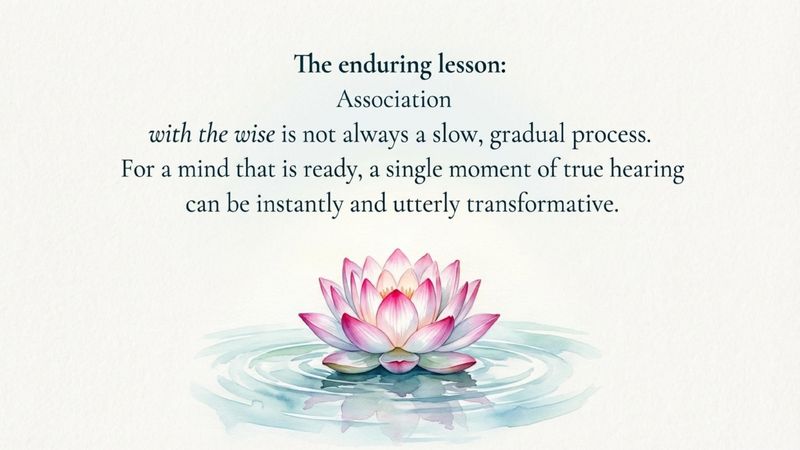 The enduring lesson:
Association
with the wise is not always a slow, gradual process.
For a mind that is ready, a single moment of true hearing
can be instantly and utterly transformative.